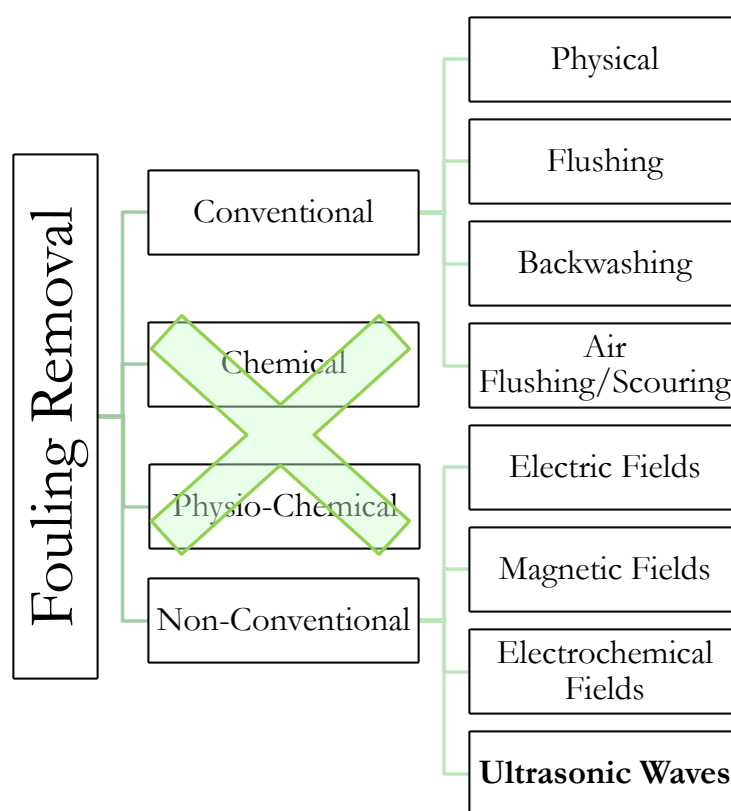 Fouling Removal
Conventional
Physical
Flushing
Backwashing
Air
Flushing/Scouring
Chemical
Physio-Chemical
Non-Conventional
Electric Fields
Magnetic Fields
Electrochemical
Fields
Ultrasonic Waves